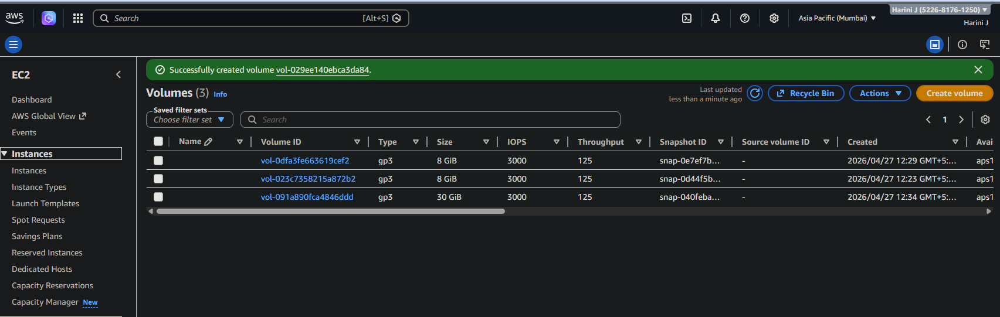 aws
Search [Alt+S]
Asia Pacific (Mumbai)
Harini J (5226-8176-1250)
Harini J
EC2
Dashboard
AWS Global View
Events
Instances
Instances
Instance Types
Launch Templates
Spot Requests
Savings Plans
Reserved Instances
Dedicated Hosts
Capacity Reservations
Capacity Manager New
Successfully created volume vol-029ee140ebca3da84.
Volumes (3) Info
Last updated
less than a minute ago
Recycle Bin
Actions
Create volume
Saved filter sets
Choose filter set
Search
1
Name Volume ID Type Size IOPS Throughput Snapshot ID Source volume ID Created Avai
vol-0dfa3fe663619cef2 gp3 8 GiB 3000 125 snap-0e7ef7b... - 2026/04/27 12:29 GMT+5:... aps1
vol-023c7358215a872b2 gp3 8 GiB 3000 125 snap-0d44f5b... - 2026/04/27 12:23 GMT+5:... aps1
vol-091a890fca4846ddd gp3 30 GiB 3000 125 snap-040feba... - 2026/04/27 12:34 GMT+5:... aps1